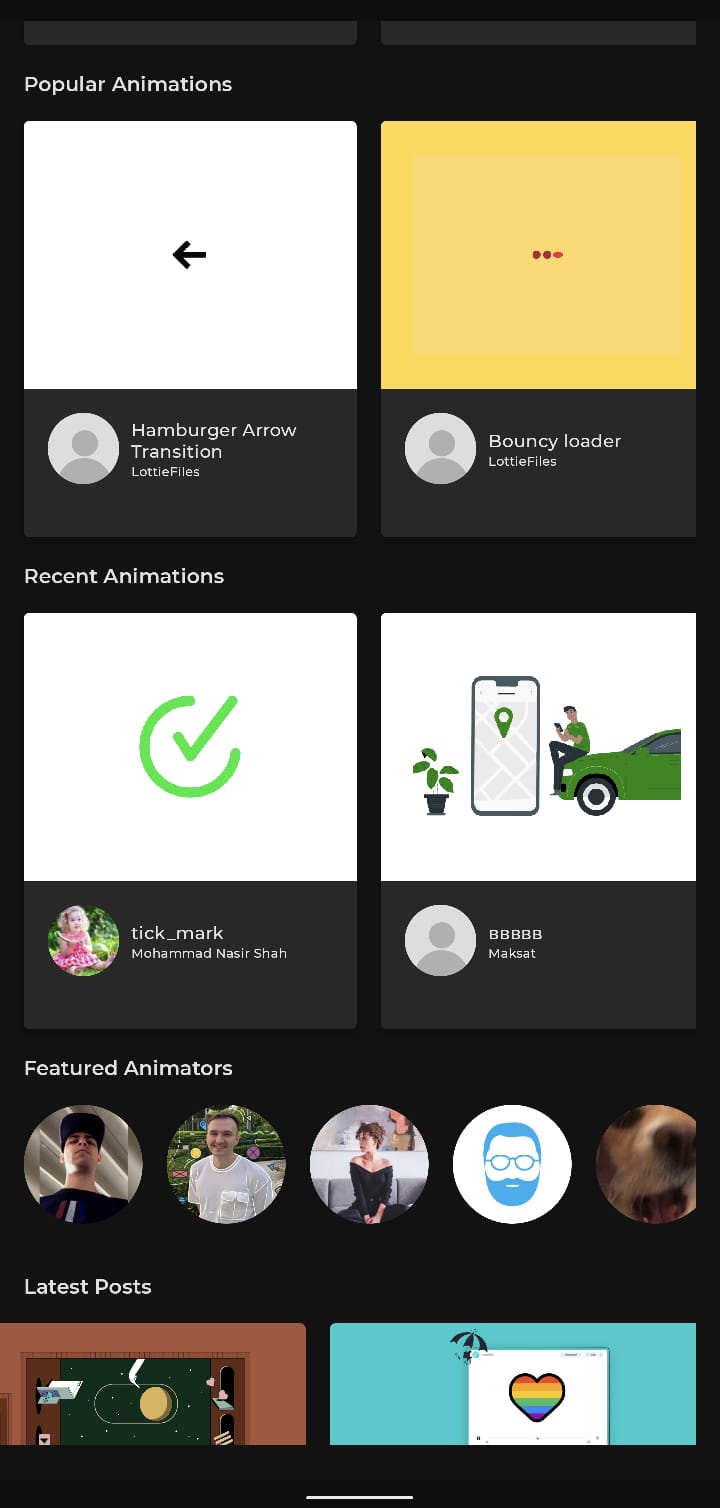 Popular Animations
Hamburger Arrow
Transition
LottieFiles
Bouncy loader
LottieFiles
Recent Animations
tick_mark
Mohammad Nasir Shah
BBBBB
Maksat
Featured Animators
Latest Posts